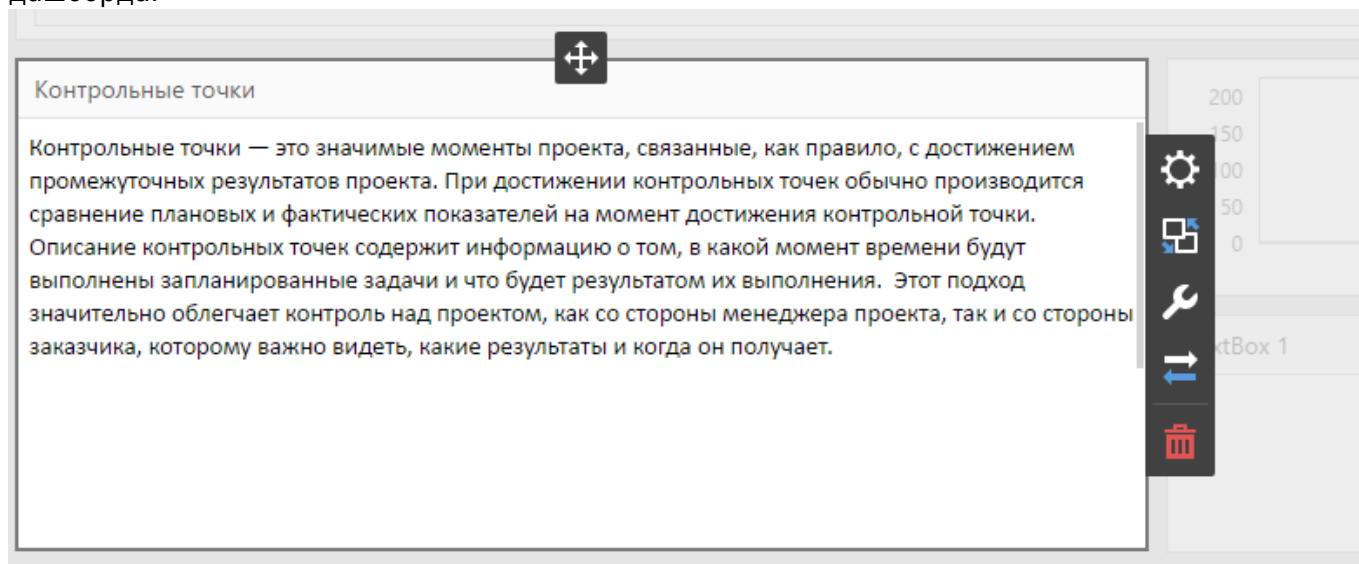 Контрольные точки
Контрольные точки — это значимые моменты проекта, связанные, как правило, с достижением
промежуточных результатов проекта. При достижении контрольных точек обычно производится
сравнение плановых и фактических показателей на момент достижения контрольной точки.
Описание контрольных точек содержит информацию о том, в какой момент времени будут
выполнены запланированные задачи и что будет результатом их выполнения.  Этот подход
значительно облегчает контроль над проектом, как со стороны менеджера проекта, так и со стороны
заказчика, которому важно видеть, какие результаты и когда он получает.
200
150
00
50
0
xtBox 1